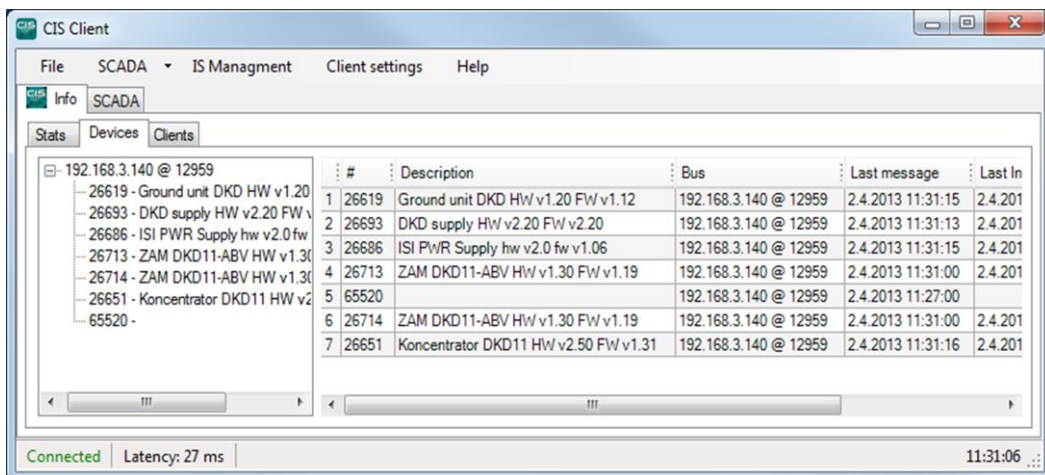 CIS CIS Client
File SCADA IS Managment Client settings Help
CIS Info SCADA
Stats Devices Clients
192.168.3.140 @ 12959
26619 - Ground unit DKD HW v1.20
26693 - DKD supply HW v2.20 FW v
26686 - ISI PWR Supply hw v2.0 fw
26713 - ZAM DKD11-ABV HW v1.30
26714 - ZAM DKD11-ABV HW v1.30
26651 - Koncentrator DKD11 HW v2
65520 -
# Description Bus Last message Last In
1 26619 Ground unit DKD HW v1.20 FW v1.12 192.168.3.140 @ 12959 2.4.2013 11:31:15 2.4.201
2 26693 DKD supply HW v2.20 FW v2.20 192.168.3.140 @ 12959 2.4.2013 11:31:13 2.4.201
3 26686 ISI PWR Supply hw v2.0 fw v1.06 192.168.3.140 @ 12959 2.4.2013 11:31:15 2.4.201
4 26713 ZAM DKD11-ABV HW v1.30 FW v1.19 192.168.3.140 @ 12959 2.4.2013 11:31:00 2.4.201
5 65520 192.168.3.140 @ 12959 2.4.2013 11:27:00
6 26714 ZAM DKD11-ABV HW v1.30 FW v1.19 192.168.3.140 @ 12959 2.4.2013 11:31:00 2.4.201
7 26651 Koncentrator DKD11 HW v2.50 FW v1.31 192.168.3.140 @ 12959 2.4.2013 11:31:16 2.4.201
Connected Latency: 27 ms 11:31:06